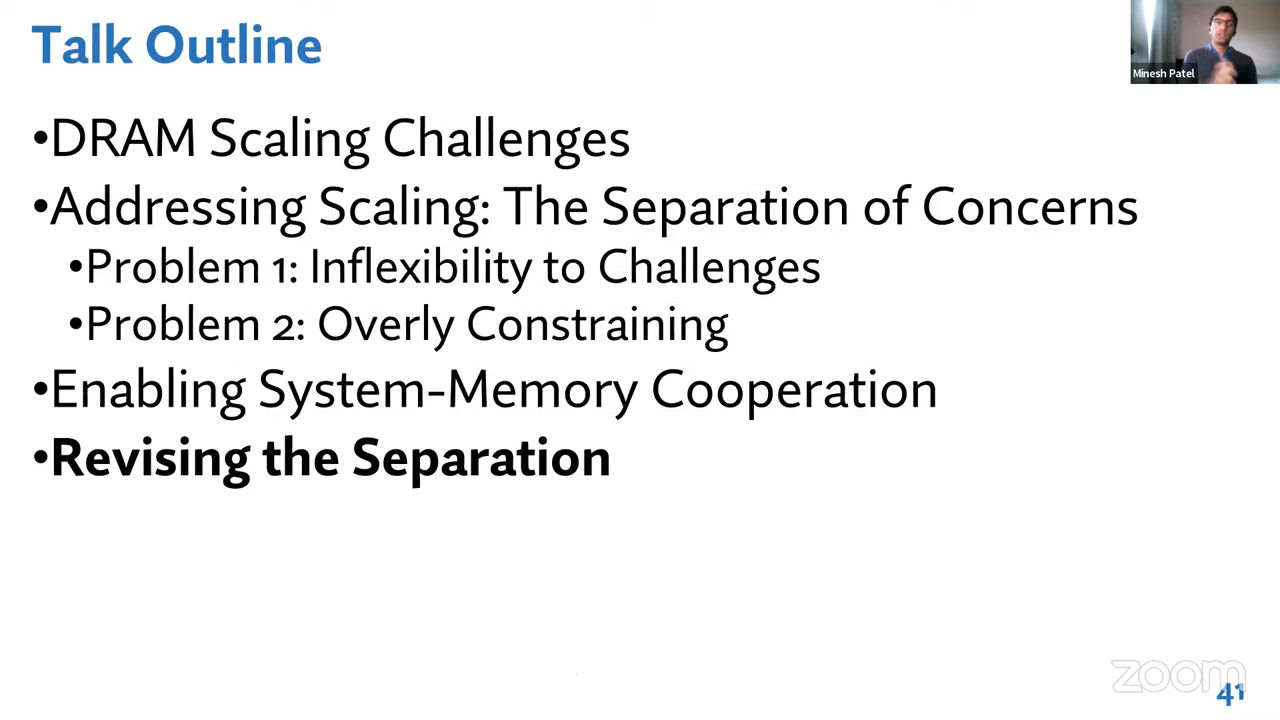 Talk Outline
Minesh Patel
•DRAM Scaling Challenges
•Addressing Scaling: The Separation of Concerns
•Problem 1: Inflexibility to Challenges
•Problem 2: Overly Constraining
•Enabling System-Memory Cooperation
•Revising the Separation
zoom
41